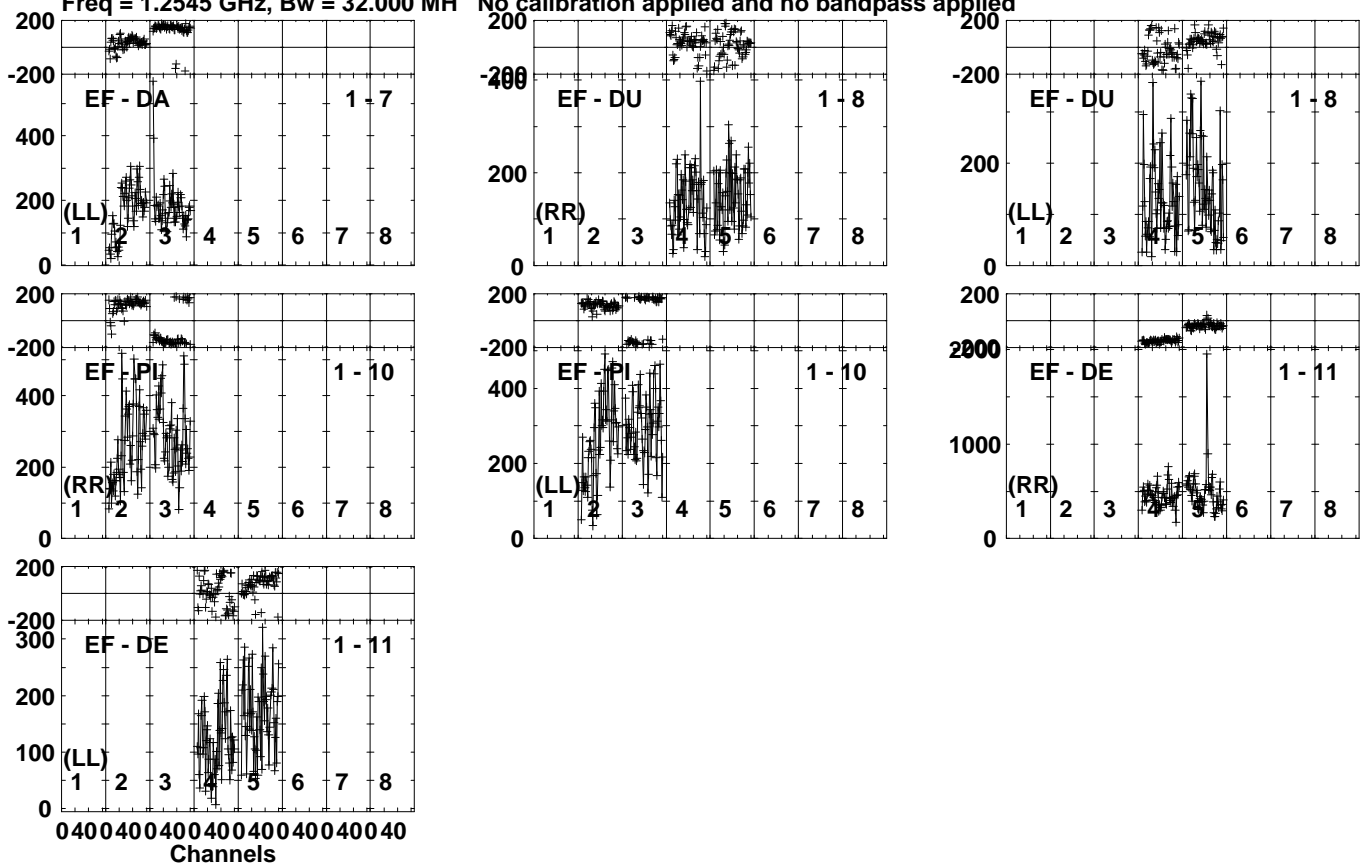 Freq = 1.2545 GHz, Bw = 32.000 MH No calibration applied and no bandpass applied
200
-200
EF - DA 1 - 7
400
200
(LL)
1 2 3 4 5 6 7 8
0
200
-200
400
EF - DU 1 - 8
200
(RR)
1 2 3 4 5 6 7 8
0
200
-200
EF - DU 1 - 8
200
(LL)
1 2 3 4 5 6 7 8
0
200
-200
EF - PI 1 - 10
400
200
(RR)
1 2 3 4 5 6 7 8
0
200
-200
EF - PI 1 - 10
400
200
(LL)
1 2 3 4 5 6 7 8
0
200
-200
2000
EF - DE 1 - 11
1000
(RR)
1 2 3 4 5 6 7 8
0
200
-200
300
EF - DE 1 - 11
200
100
(LL)
1 2 3 4 5 6 7 8
0
0 40 0 40 0 40 0 40 0 40 0 40 0 40 0 40
Channels